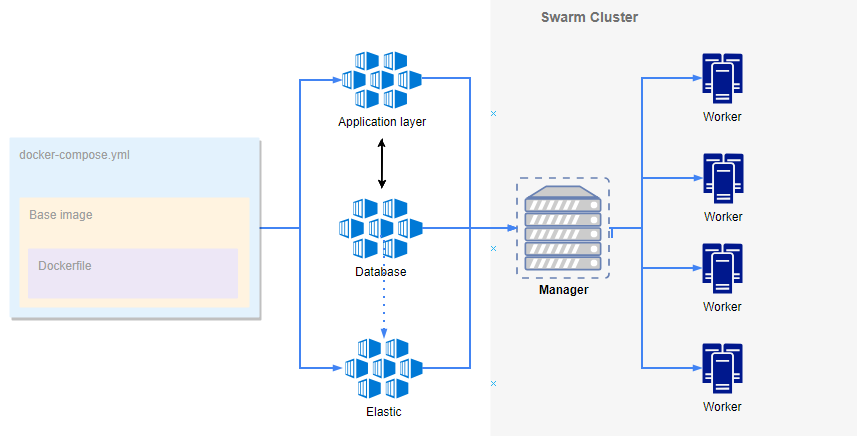 Swarm Cluster
docker-compose.yml
Base image
Dockerfile
Application layer
Database
Elastic
Manager
Worker
Worker
Worker
Worker